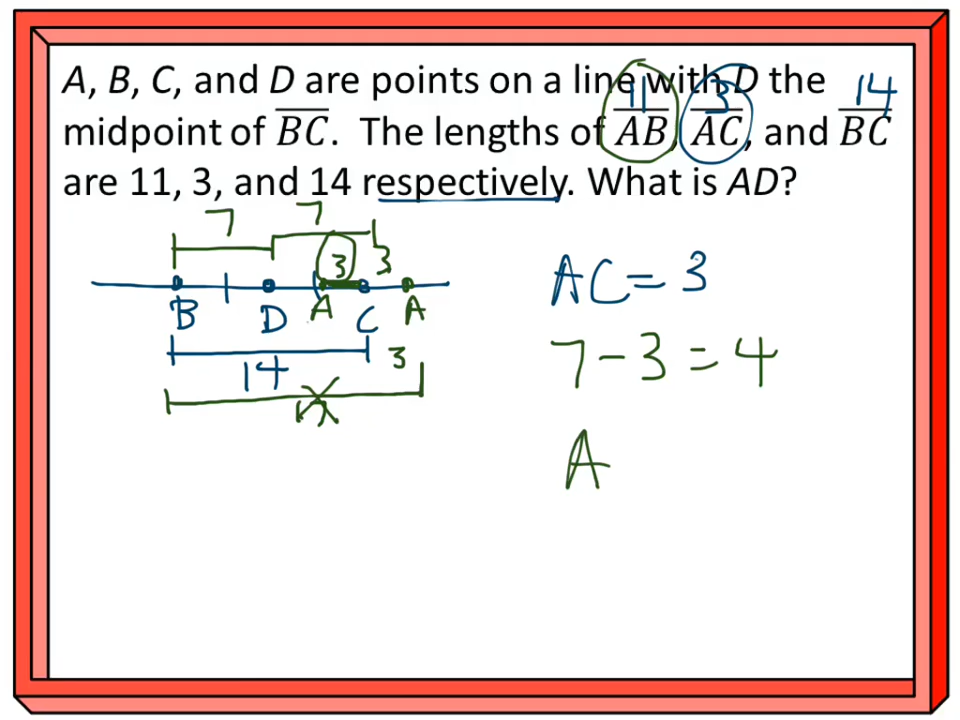 11 3 14
A, B, C, and D are points on a line with D the
midpoint of BC. The lengths of AB, AC, and BC
are 11, 3, and 14 respectively. What is AD?
7 7
3 3
B D A C A
14 3
AC = 3
7 - 3 = 4
A